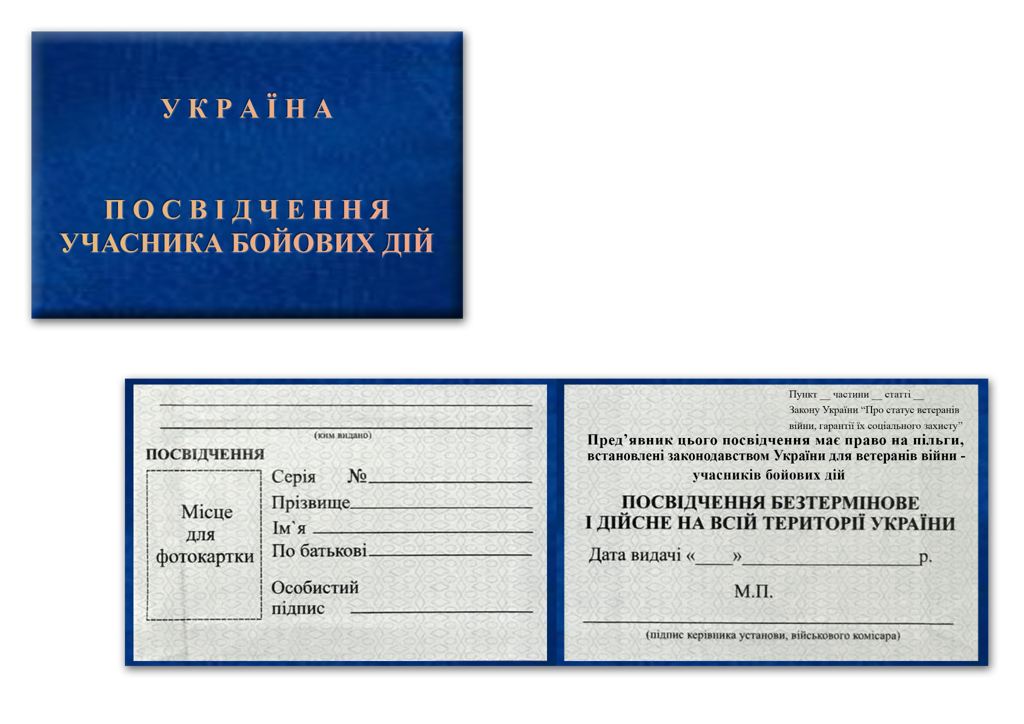 УКРАЇНА
ПОСВІДЧЕННЯ
УЧАСНИКА БОЙОВИХ ДІЙ
(ким видано)
ПОСВІДЧЕННЯ
Місце
для
фотокартки
Серія №
Прізвище
Ім`я
По батькові
Особистий
підпис
Пункт __ частини __ статті __
Закону України “Про статус ветеранів
війни, гарантії їх соціального захисту”
Пред’явник цього посвідчення має право на пільги,
встановлені законодавством України для ветеранів війни -
учасників бойових дій
ПОСВІДЧЕННЯ БЕЗТЕРМІНОВЕ
І ДІЙСНЕ НА ВСІЙ ТЕРИТОРІЇ УКРАЇНИ
Дата видачі «____»___________________р.
М.П.
(підпис керівника установи, військового комісара)